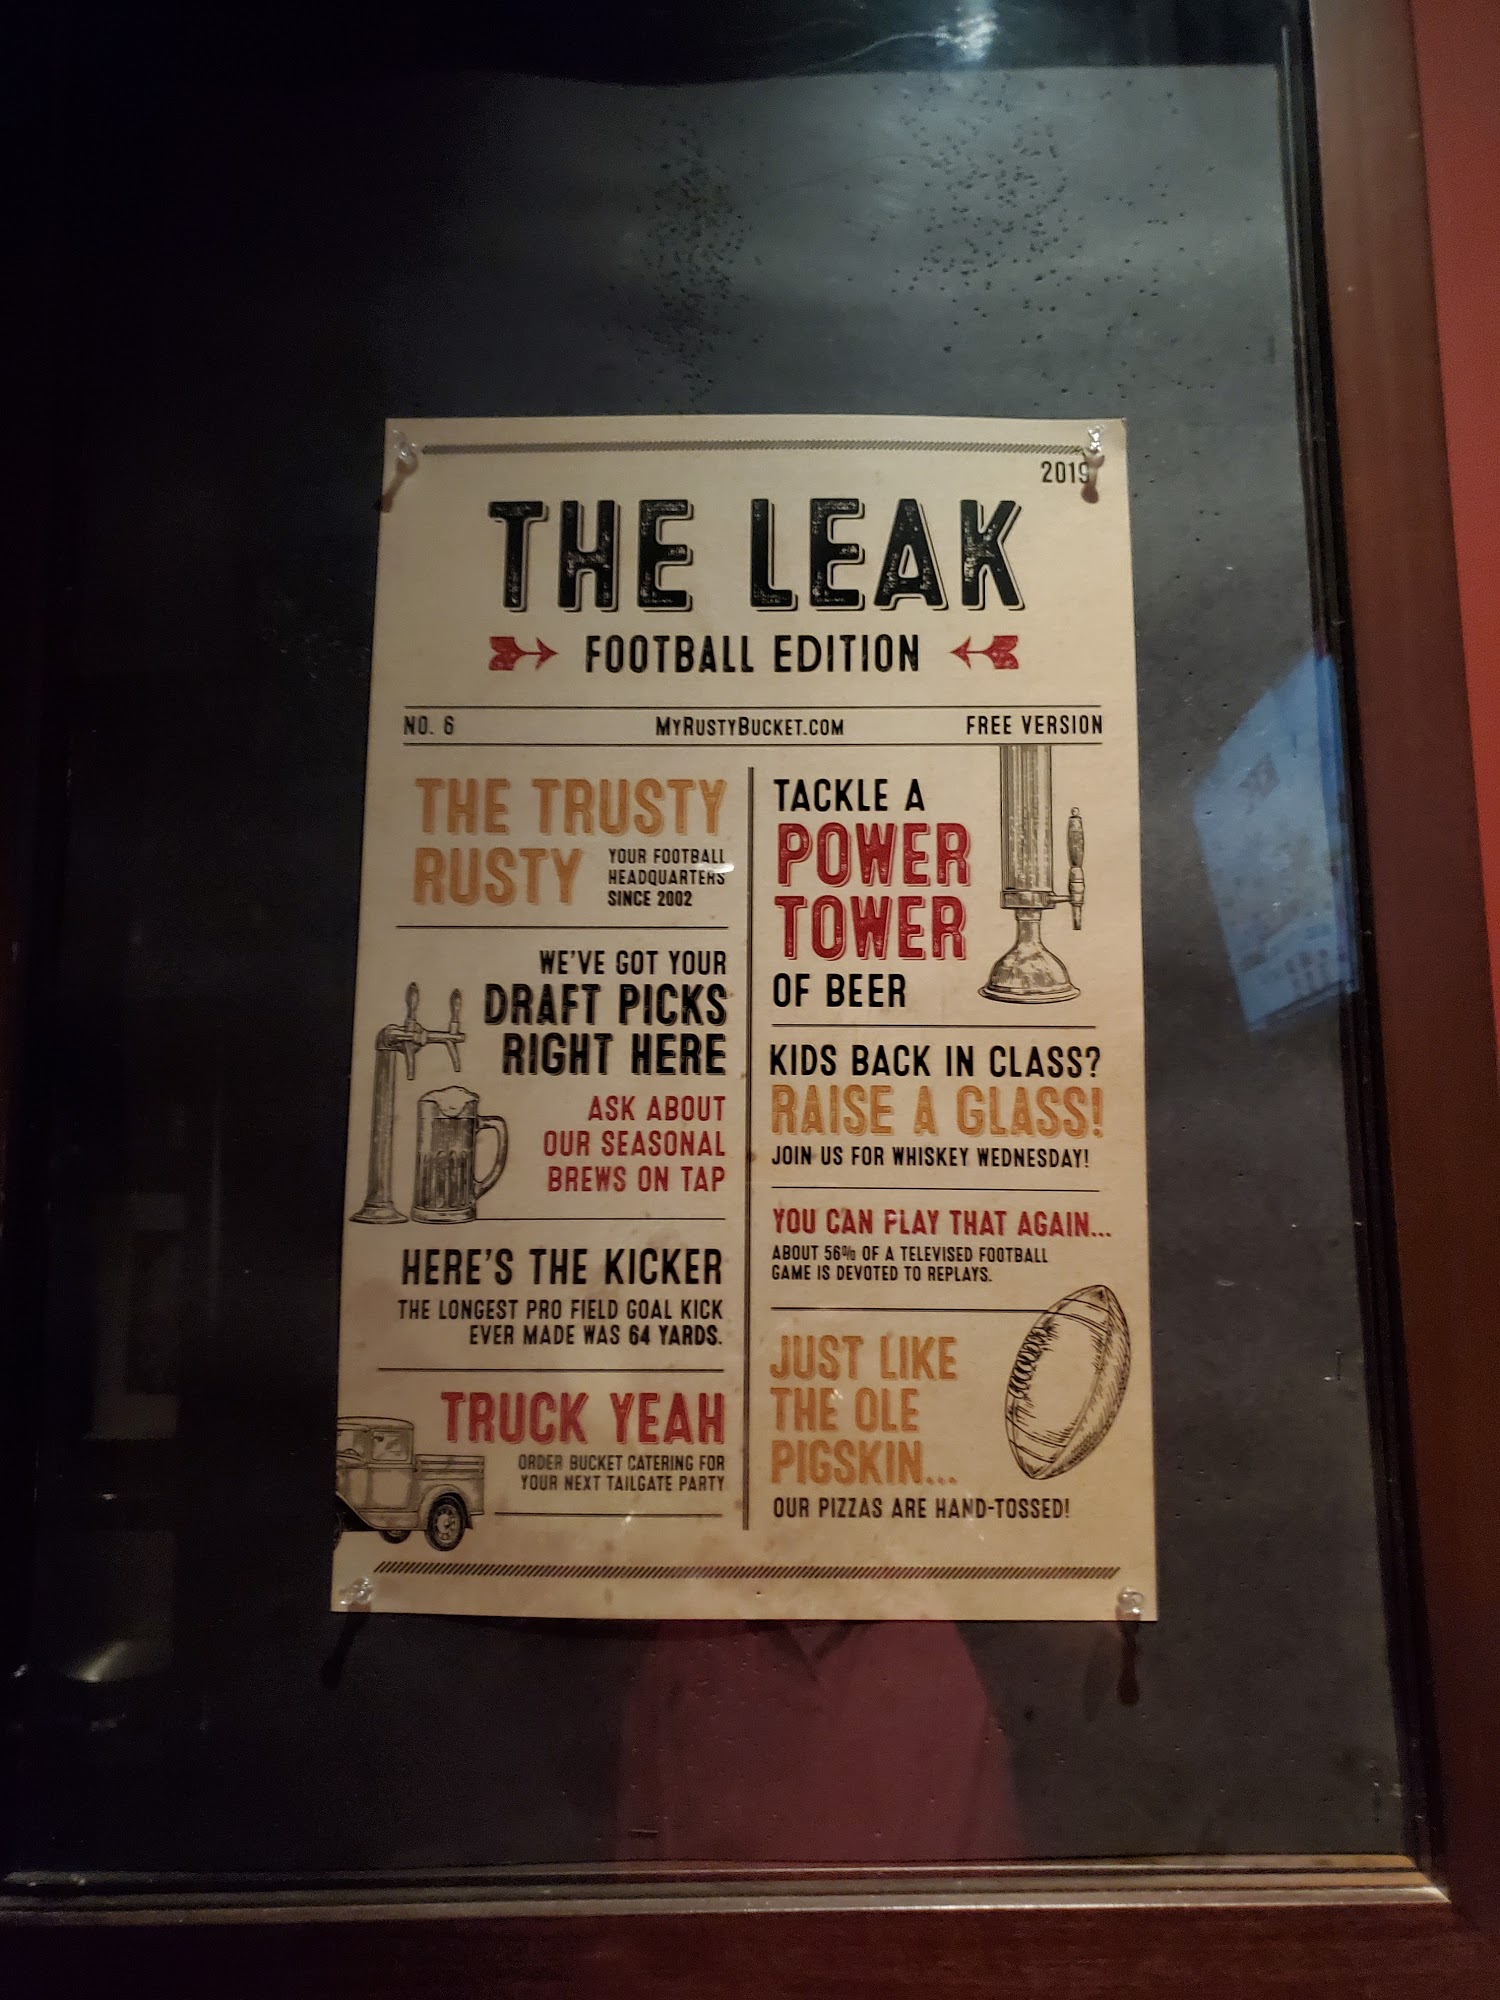 2019
THE LEAK
FOOTBALL EDITION
NO. 6 MYRUSTYBUCKET.COM FREE VERSION
THE TRUSTY
RUSTY
YOUR FOOTBALL
HEADQUARTERS
SINCE 2002
WE'VE GOT YOUR
DRAFT PICKS
RIGHT HERE
ASK ABOUT
OUR SEASONAL
BREWS ON TAP
HERE'S THE KICKER
THE LONGEST PRO FIELD GOAL KICK
EVER MADE WAS 64 YARDS.
TRUCK YEAH
ORDER BUCKET CATERING FOR
YOUR NEXT TAILGATE PARTY
TACKLE A
POWER
TOWER
OF BEER
KIDS BACK IN CLASS?
RAISE A GLASS!
JOIN US FOR WHISKEY WEDNESDAY!
YOU CAN PLAY THAT AGAIN...
ABOUT 56% OF A TELEVISED FOOTBALL
GAME IS DEVOTED TO REPLAYS.
JUST LIKE
THE OLE
PIGSKIN...
OUR PIZZAS ARE HAND-TOSSED!